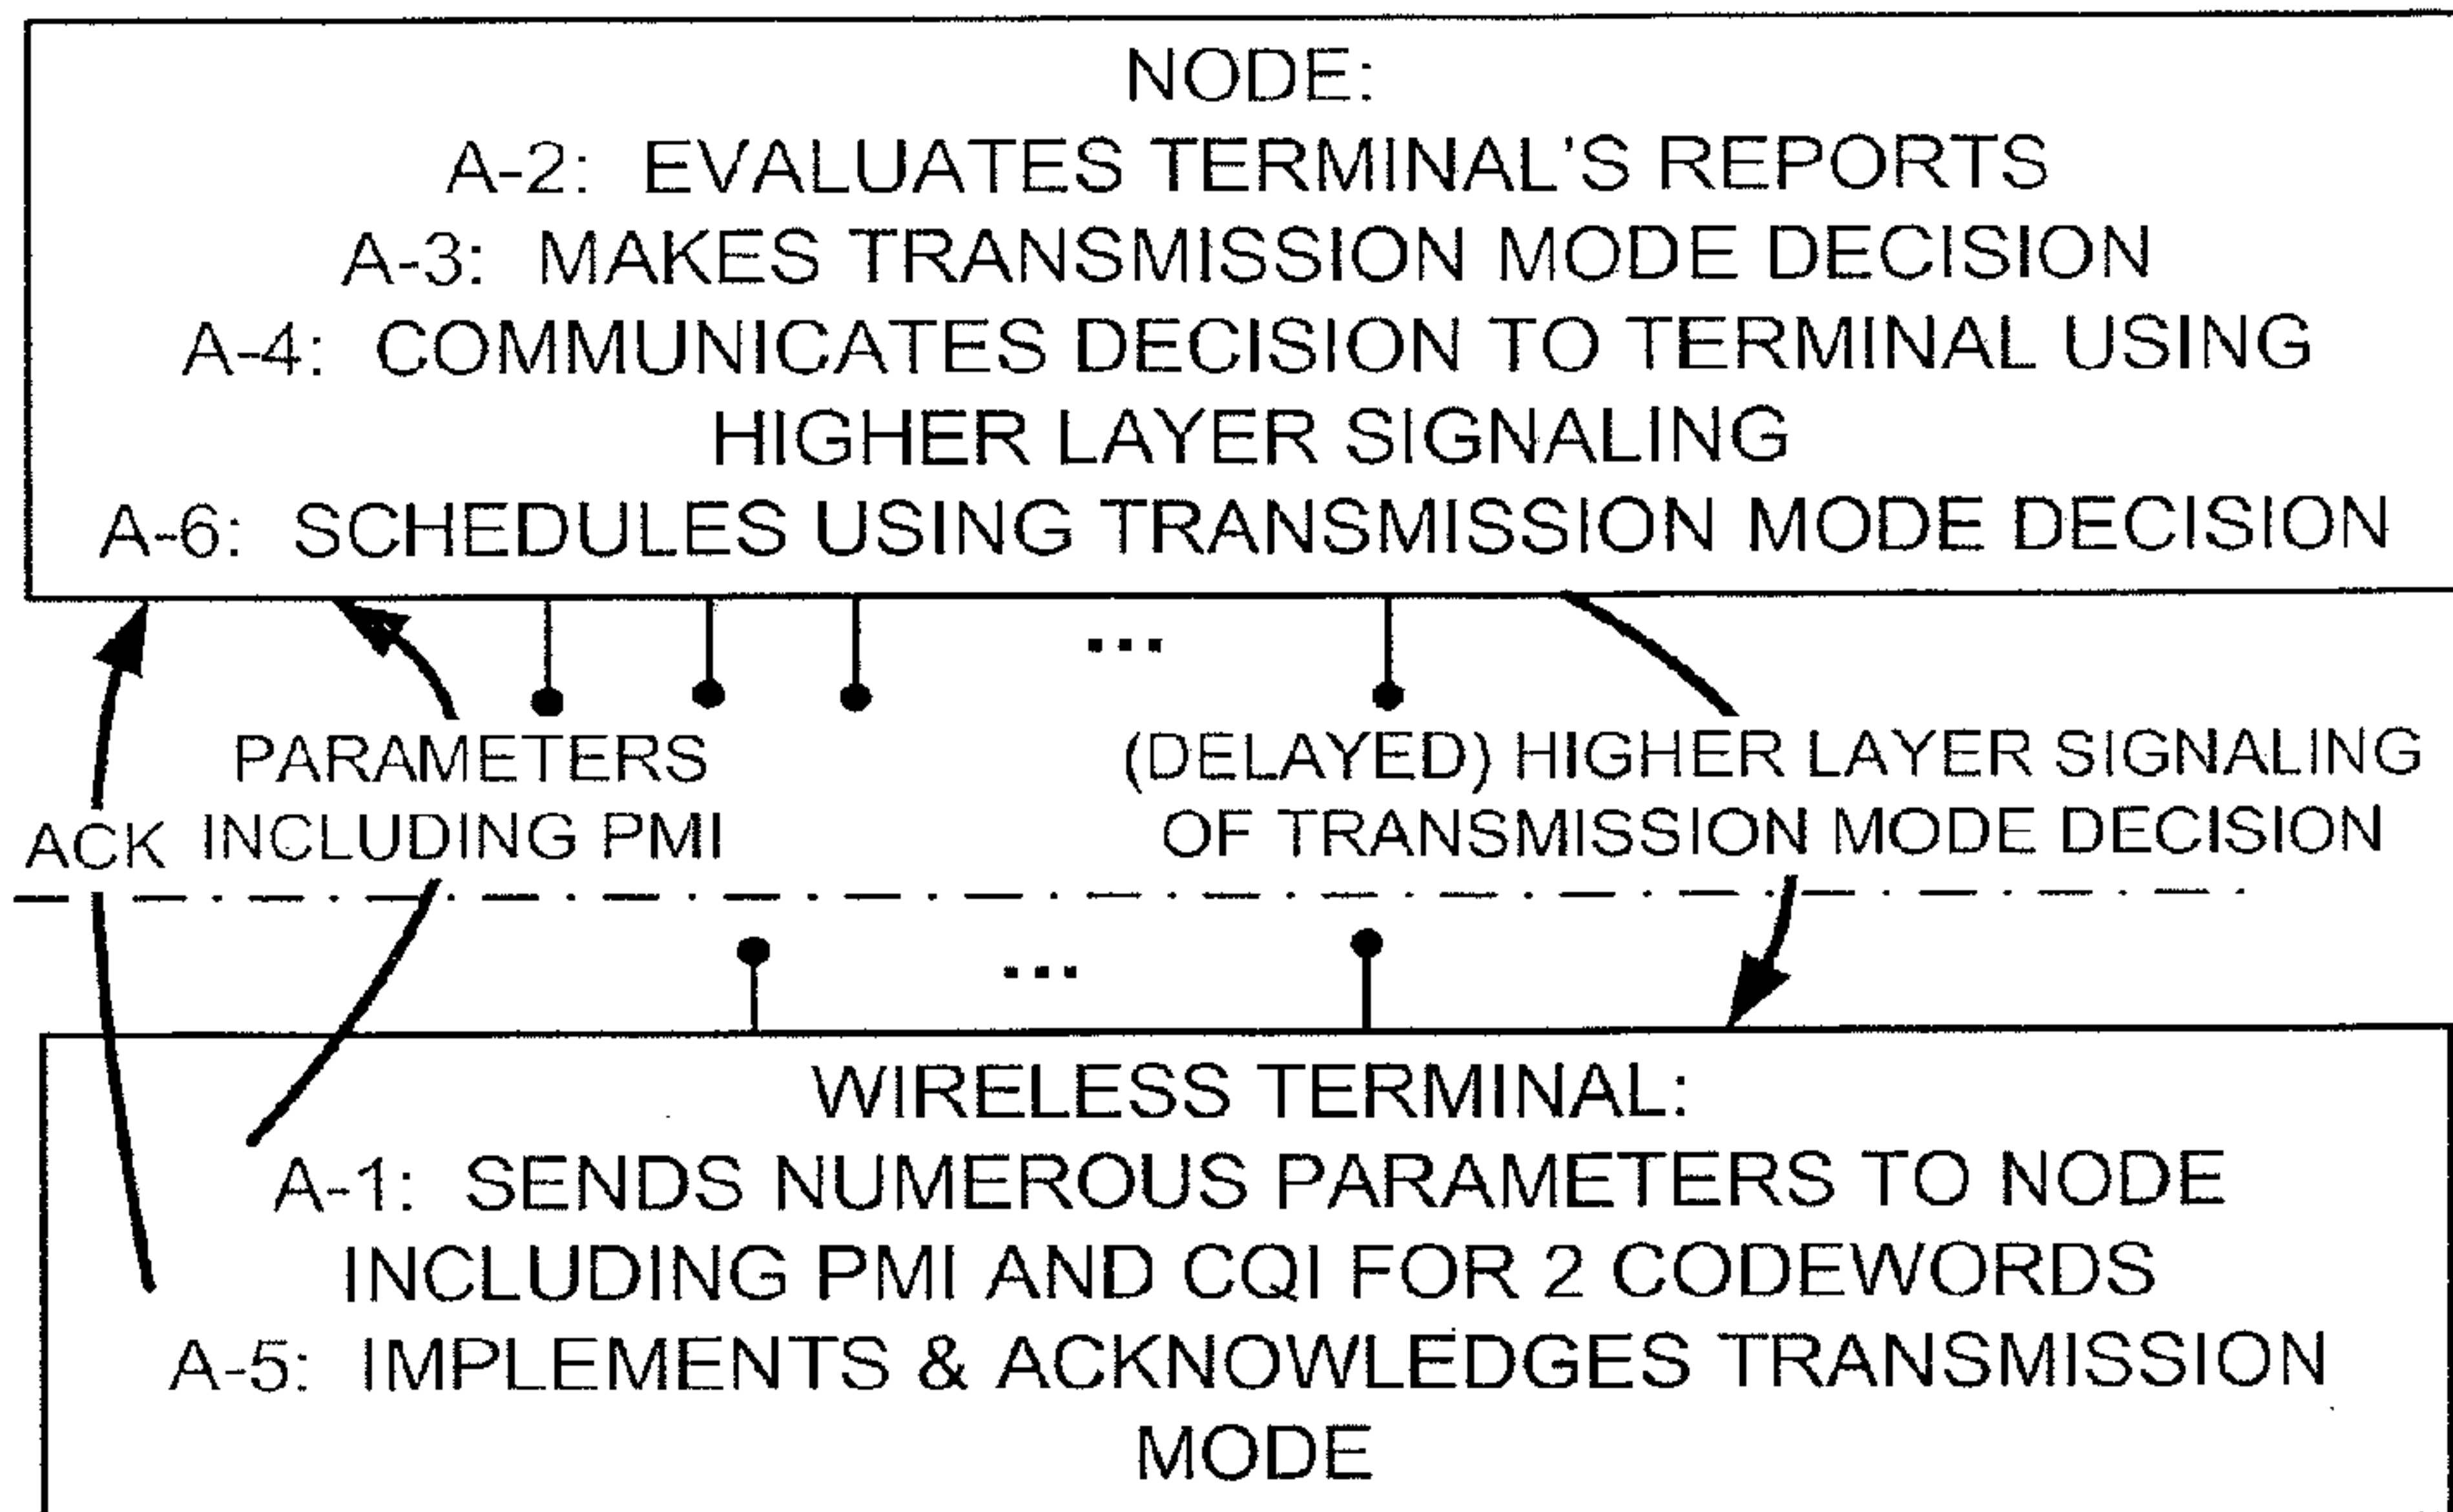 NODE:
A-2: EVALUATES TERMINAL'S REPORTS
A-3: MAKES TRANSMISSION MODE DECISION
A-4: COMMUNICATES DECISION TO TERMINAL USING
HIGHER LAYER SIGNALING
A-6: SCHEDULES USING TRANSMISSION MODE DECISION
...
PARAMETERS
INCLUDING PMI
ACK
(DELAYED) HIGHER LAYER SIGNALING
OF TRANSMISSION MODE DECISION
...
WIRELESS TERMINAL:
A-1: SENDS NUMEROUS PARAMETERS TO NODE
INCLUDING PMI AND CQI FOR 2 CODEWORDS
A-5: IMPLEMENTS & ACKNOWLEDGES TRANSMISSION
MODE